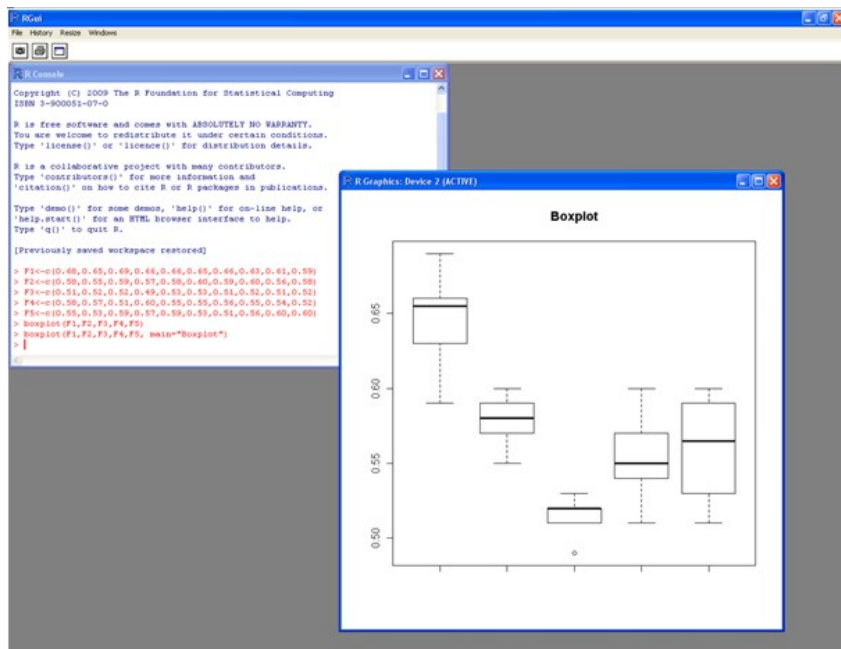 RGui
File History Resize Windows
R Console
Copyright (C) 2009 The R Foundation for Statistical Computing
ISBN 3-900051-07-0
R is free software and comes with ABSOLUTELY NO WARRANTY.
You are welcome to redistribute it under certain conditions.
Type 'license()' or 'licence()' for distribution details.
R is a collaborative project with many contributors.
Type 'contributors()' for more information and
'citation()' on how to cite R or R packages in publications.
Type 'demo()' for some demos, 'help()' for on-line help, or
'help.start()' for an HTML browser interface to help.
Type 'q()' to quit R.
[Previously saved workspace restored]
> F1<-c(0.68,0.65,0.69,0.66,0.66,0.65,0.66,0.63,0.61,0.59)
> F2<-c(0.58,0.55,0.59,0.57,0.58,0.60,0.59,0.60,0.56,0.58)
> F3<-c(0.51,0.52,0.52,0.49,0.53,0.53,0.51,0.52,0.51,0.52)
> F4<-c(0.58,0.57,0.51,0.60,0.55,0.55,0.56,0.55,0.54,0.52)
> F5<-c(0.55,0.53,0.59,0.57,0.59,0.53,0.51,0.56,0.60,0.60)
> boxplot(F1,F2,F3,F4,F5)
> boxplot(F1,F2,F3,F4,F5, main="Boxplot")
>
R Graphics: Device 2 (ACTIVE)
Boxplot
0.65
0.60
0.55
0.50